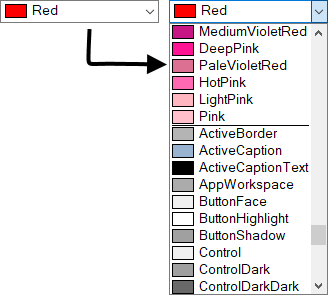 Red
Red
MediumVioletRed
DeepPink
PaleVioletRed
HotPink
LightPink
Pink
ActiveBorder
ActiveCaption
ActiveCaptionText
AppWorkspace
ButtonFace
ButtonHighlight
ButtonShadow
Control
ControlDark
ControlDarkDark